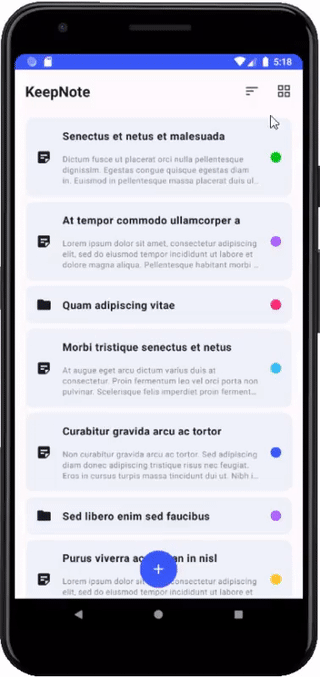 5:18
KeepNote
Senectus et netus et malesuada
Dictum fusce ut placerat orci nulla pellentesque
dignissim. Egestas congue quisque egestas diam
in. Euismod in pellentesque massa placerat duis ul..
At tempor commodo ullamcorper a
Lorem ipsum dolor sit amet, consectetur adipiscing
elit, sed do eiusmod tempor incididunt ut labore et
dolore magna aliqua. Pellentesque habitant morbi ..
Quam adipiscing vitae
Morbi tristique senectus et netus
At augue eget arcu dictum varius duis at
consectetur. Proin fermentum leo vel orci porta non
pulvinar. Scelerisque felis imperdiet proin ferment..
Curabitur gravida arcu ac tortor
Non curabitur gravida arcu ac tortor. Sed adipiscing
diam donec adipiscing tristique risus nec feugiat.
Eros in cursus turpis massa tincidunt dui ut. Nibh i..
Sed libero enim sed faucibus
Purus viverra ac an in nisl
Lorem ipsum dolor sit consectetur adipiscing
elit, sed do eiusmod tempor incididunt ut labore et